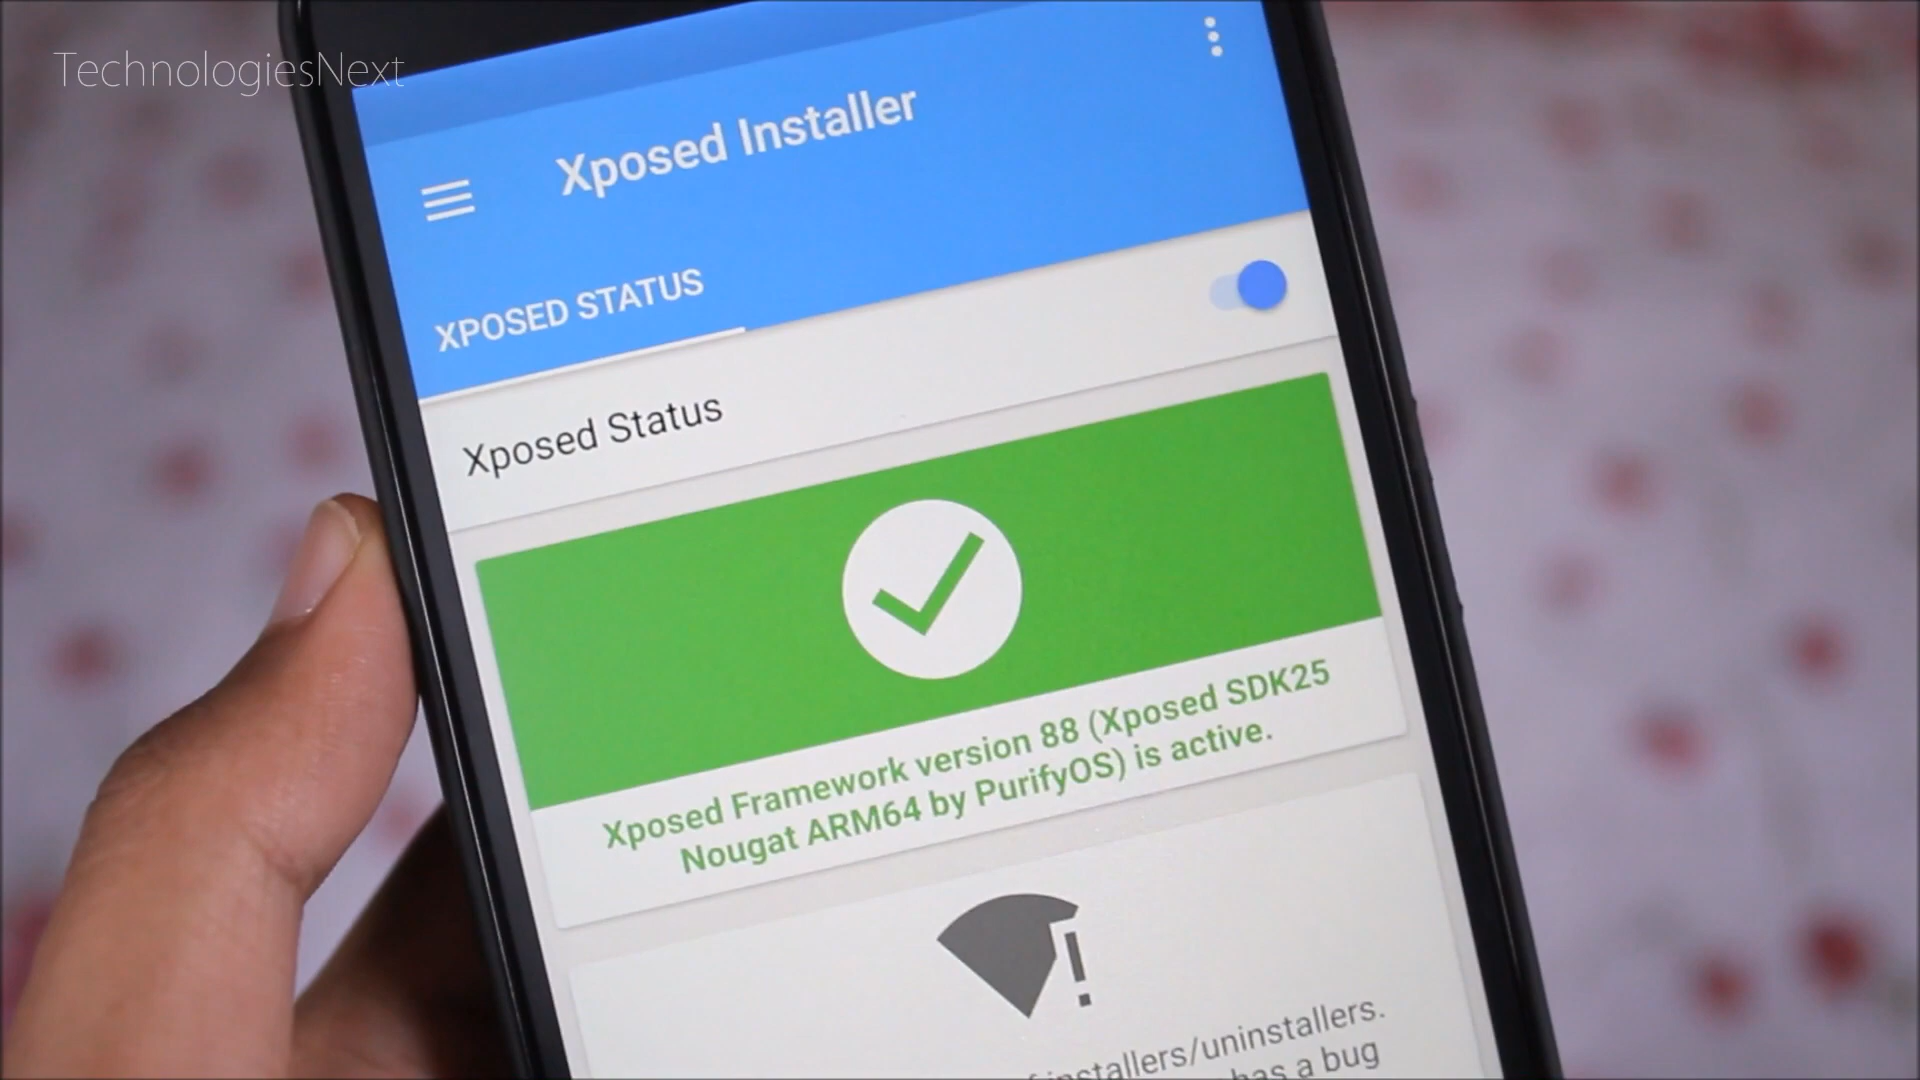 TechnologiesNext
Xposed Installer
XPOSED STATUS
Xposed Status
Xposed Framework version 88 (Xposed SDK25
Nougat ARM64 by PurifyOS) is active.
installers/uninstallers.
has a bug